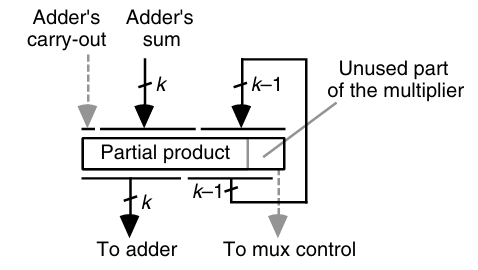 Adder's
carry-out
Adder's
sum
k
k–1
Unused part
of the multiplier
Partial product
k
k–1
To adder
To mux control